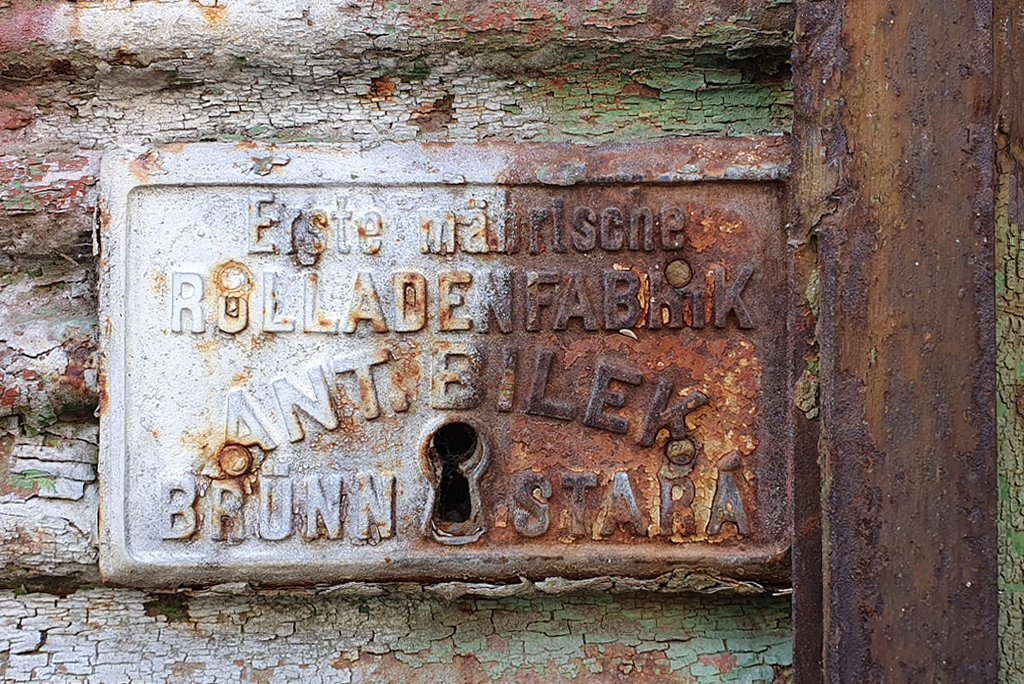 Erste mährische
ROLLADENFABRIK
ANT. BILEK
BRÜNN STARÁ